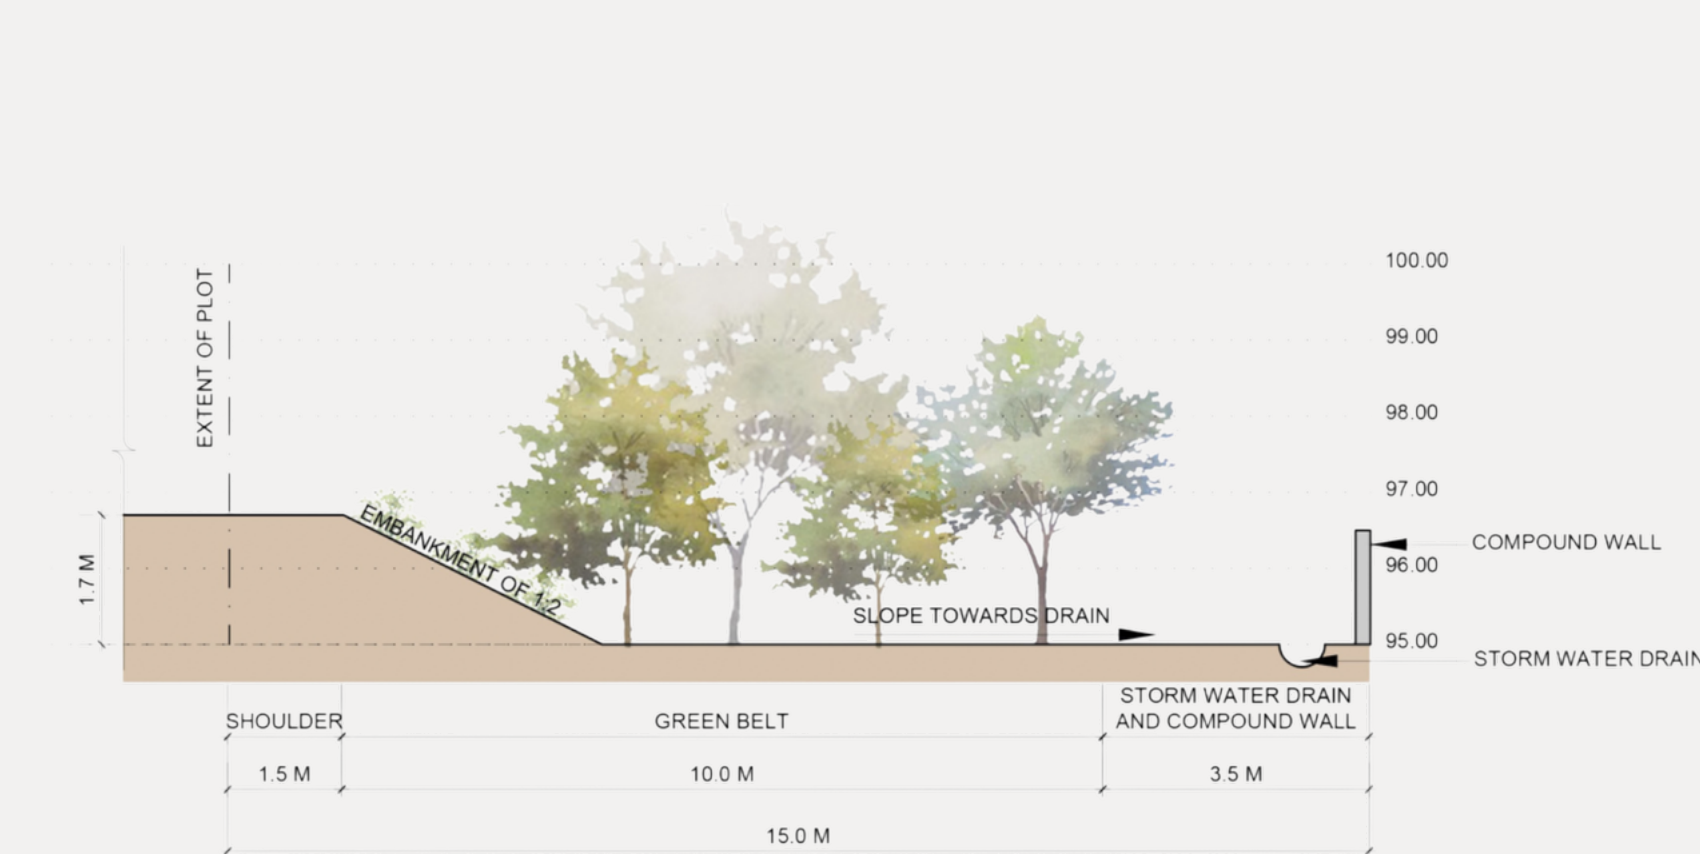 EXTENT OF PLOT
100.00
99.00
98.00
97.00
96.00
95.00
EMBANKMENT OF 1:2
1.7 M
SLOPE TOWARDS DRAIN
COMPOUND WALL
STORM WATER DRAIN
SHOULDER
GREEN BELT
STORM WATER DRAIN
AND COMPOUND WALL
1.5 M
10.0 M
3.5 M
15.0 M